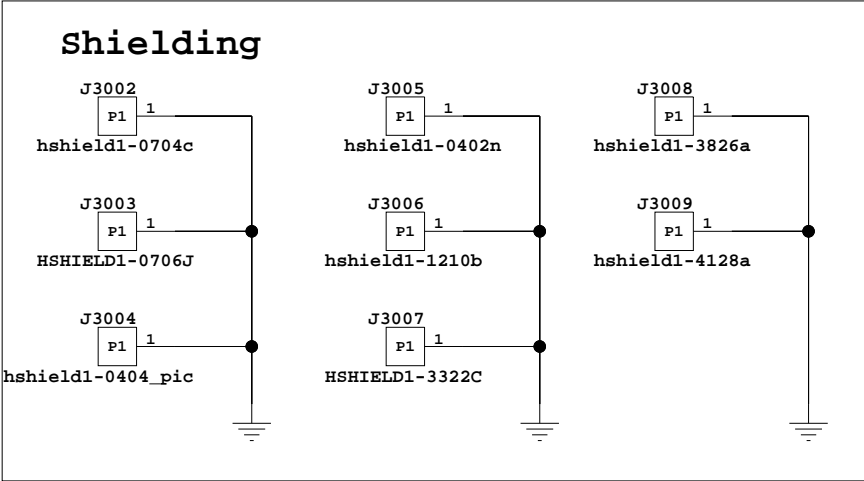 Shielding
J3002
P1 1
hshield1-0704c
J3003
P1 1
HSHIELD1-0706J
J3004
P1 1
hshield1-0404_pic
J3005
P1 1
hshield1-0402n
J3006
P1 1
hshield1-1210b
J3007
P1 1
HSHIELD1-3322C
J3008
P1 1
hshield1-3826a
J3009
P1 1
hshield1-4128a